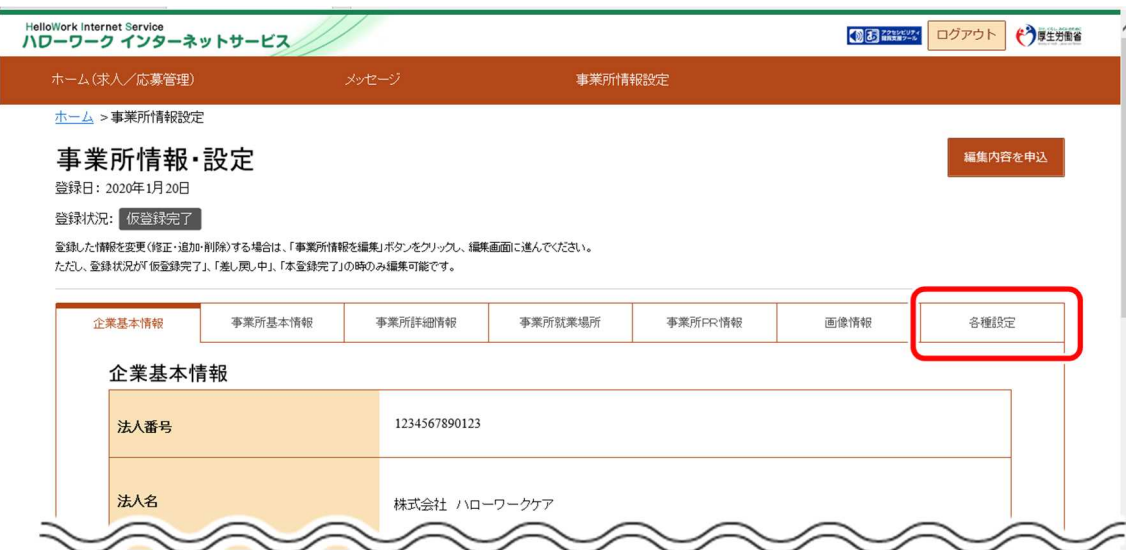 HelloWork Internet Service
ハローワーク インターネットサービス
ログアウト
厚生労働省
ホーム(求人/応募管理)
メッセージ
事業所情報設定
ホーム >事業所情報設定
事業所情報・設定
編集内容を申込
登録日: 2020年1月20日
登録状況: 仮登録完了
登録した情報を変更(修正・追加・削除)する場合は、「事業所情報を編集」ボタンをクリックし、編集画面に進んでください。
ただし、登録状況が「仮登録完了」、「差し戻し中」、「本登録完了」の時のみ編集可能です。
企業基本情報
事業所基本情報
事業所詳細情報
事業所就業場所
事業所PR情報
画像情報
各種設定
企業基本情報
法人番号
1234567890123
法人名
株式会社 ハローワークケア